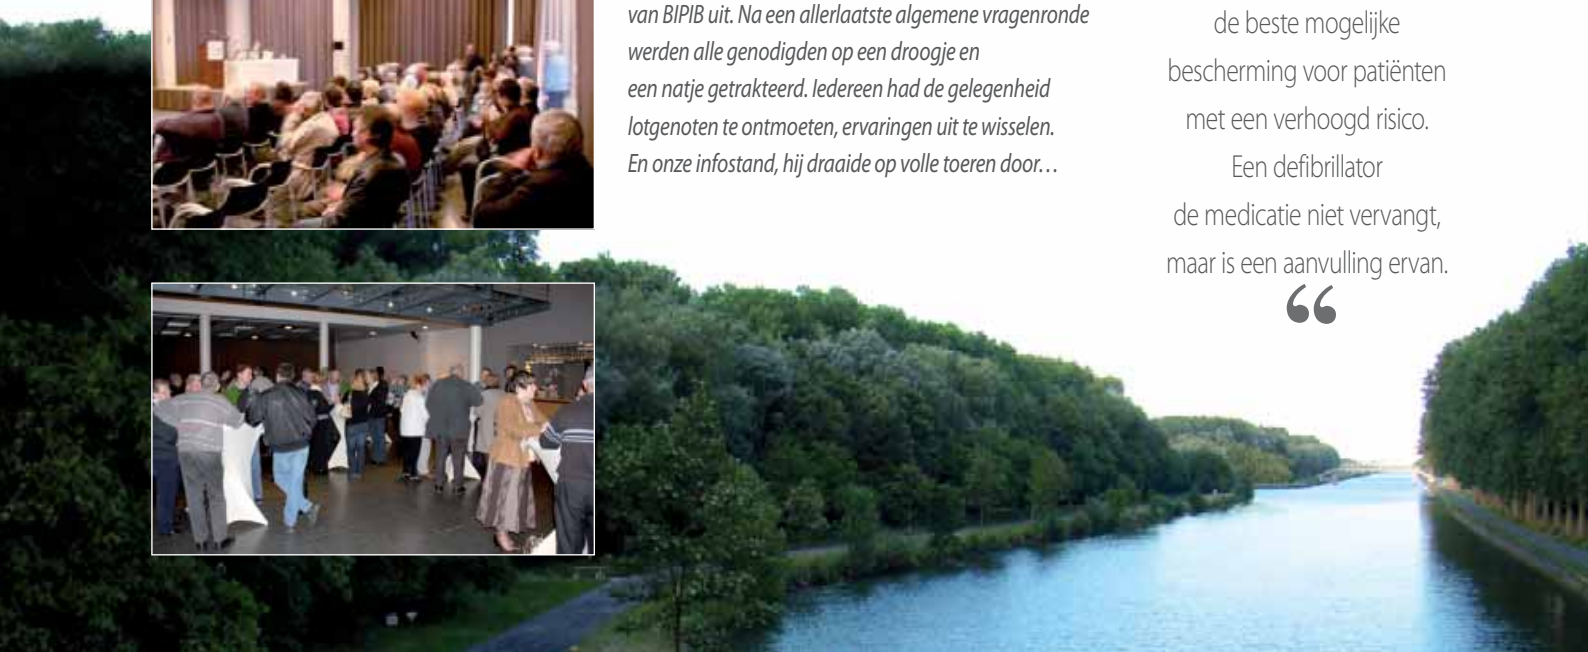 van BIPIB uit. Na een allerlaatste algemene vragenronde
werden alle genodigden op een droogje en
een natje getrakteerd. Iedereen had de gelegenheid
lotgenoten te ontmoeten, ervaringen uit te wisselen.
En onze infostand, hij draaide op volle toeren door…
de beste mogelijke
bescherming voor patiënten
met een verhoogd risico.
Een defibrillator
de medicatie niet vervangt,
maar is een aanvulling ervan.
“